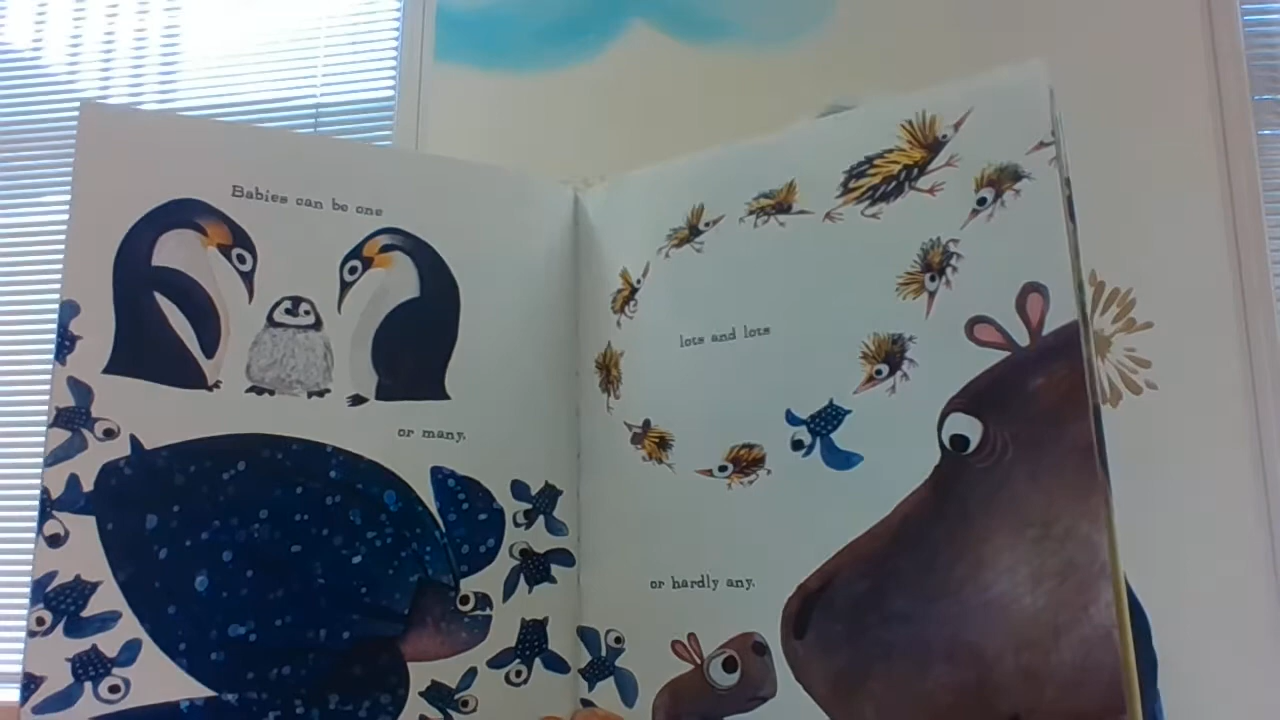 Babies can be one
or many,
lots and lots
or hardly any.